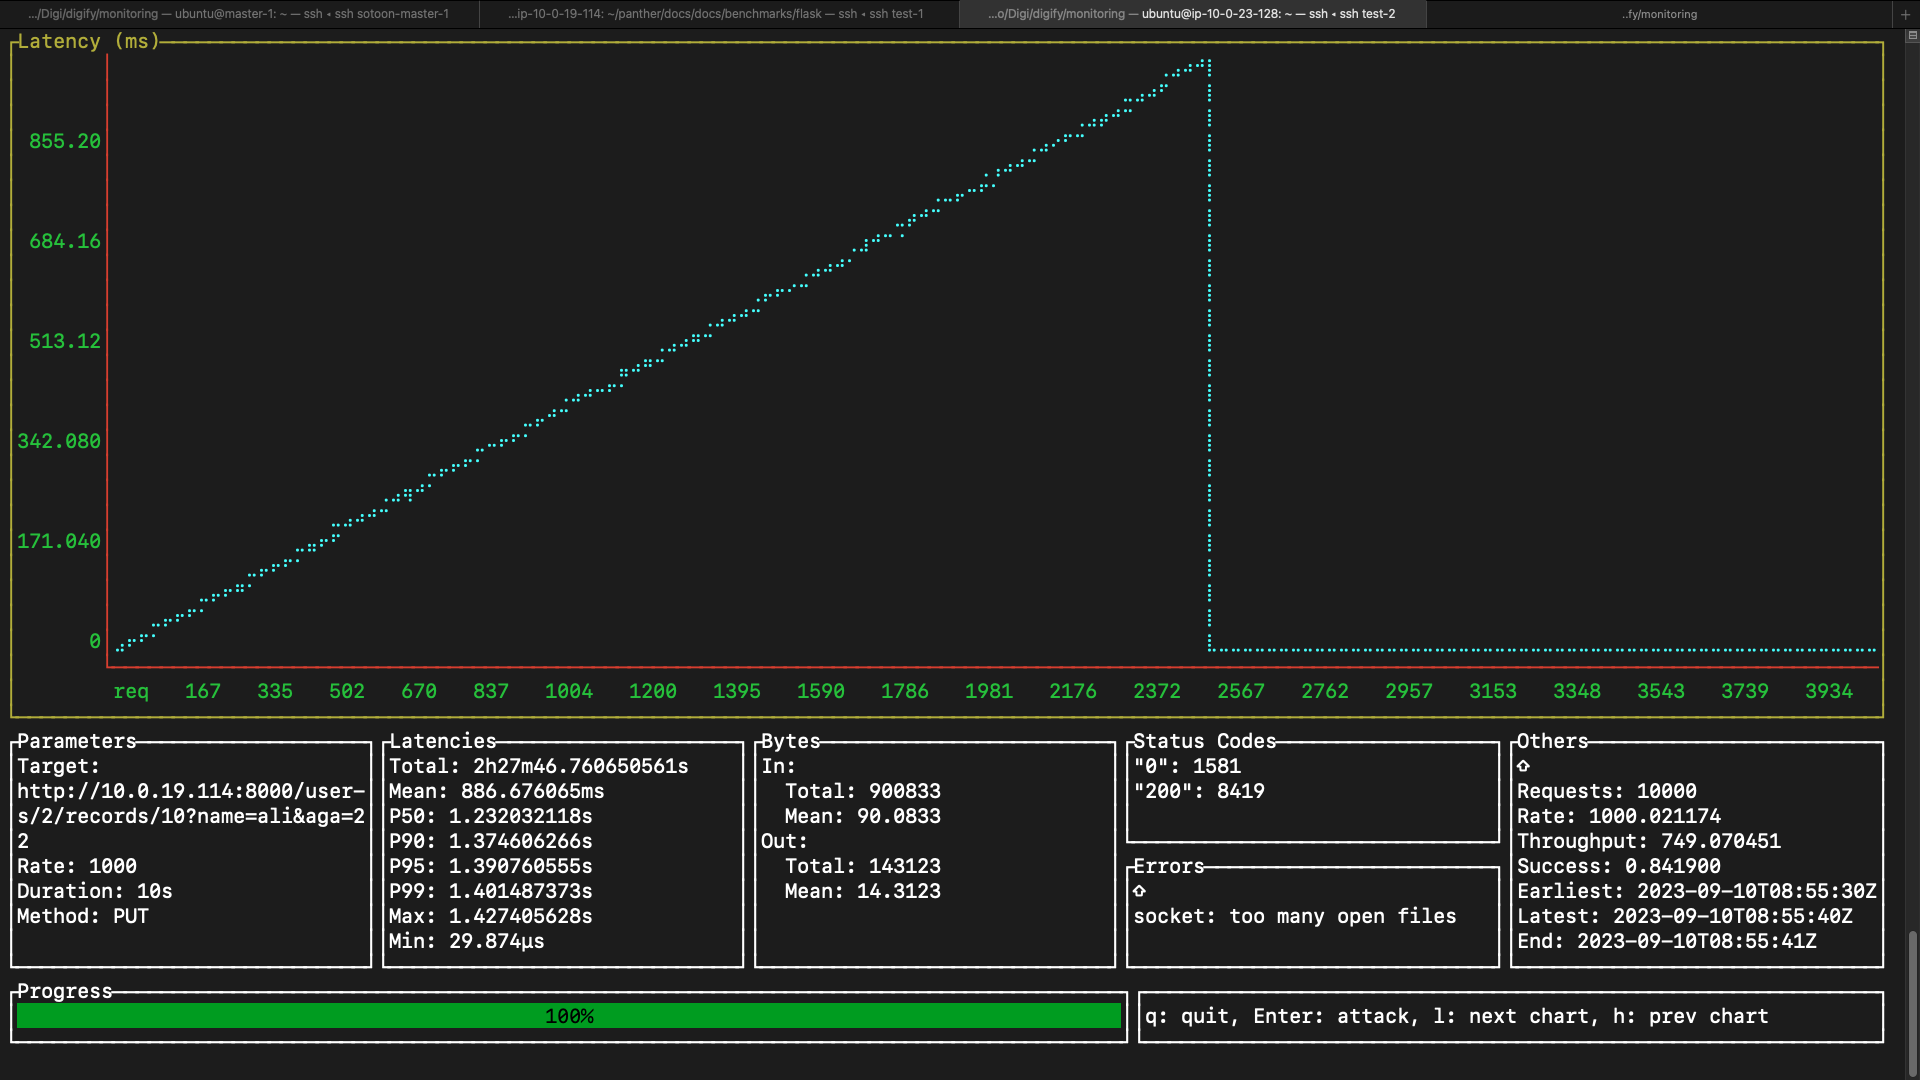 .../Digi/digify/monitoring — ubuntu@master-1: ~ — ssh ‹ ssh sotoon-master-1
...ip-10-0-19-114: ~/panther/docs/docs/benchmarks/flask — ssh ‹ ssh test-1
...o/Digi/digify/monitoring — ubuntu@ip-10-0-23-128: ~ — ssh ‹ ssh test-2
..fy/monitoring
+
Latency (ms)
855.20
684.16
513.12
342.080
171.040
0
req 167 335 502 670 837 1004 1200 1395 1590 1786 1981 2176 2372 2567 2762 2957 3153 3348 3543 3739 3934
Parameters
Target:
http://10.0.19.114:8000/user-
s/2/records/10?name=ali&aga=2
2
Rate: 1000
Duration: 10s
Method: PUT
Latencies
Total: 2h27m46.760650561s
Mean: 886.676065ms
P50: 1.232032118s
P90: 1.374606266s
P95: 1.390760555s
P99: 1.401487373s
Max: 1.427405628s
Min: 29.874µs
Bytes
In:
Total: 900833
Mean: 90.0833
Out:
Total: 143123
Mean: 14.3123
Status Codes
"0": 1581
"200": 8419
Errors
⇧
socket: too many open files
Others
⇧
Requests: 10000
Rate: 1000.021174
Throughput: 749.070451
Success: 0.841900
Earliest: 2023-09-10T08:55:30Z
Latest: 2023-09-10T08:55:40Z
End: 2023-09-10T08:55:41Z
Progress
100%
q: quit, Enter: attack, l: next chart, h: prev chart